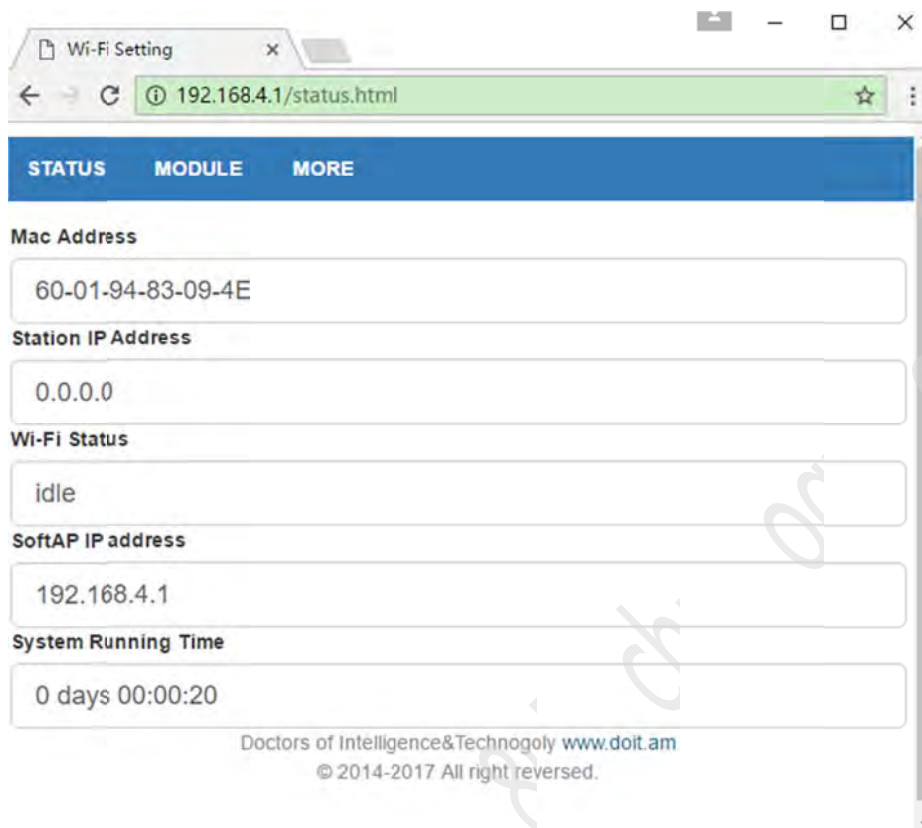 Wi-Fi Setting
192.168.4.1/status.html
STATUS MODULE MORE
Mac Address
60-01-94-83-09-4E
Station IP Address
0.0.0.0
Wi-Fi Status
idle
SoftAP IP address
192.168.4.1
System Running Time
0 days 00:00:20
Doctors of Intelligence&Technogoly www.doit.am
© 2014-2017 All right reversed.